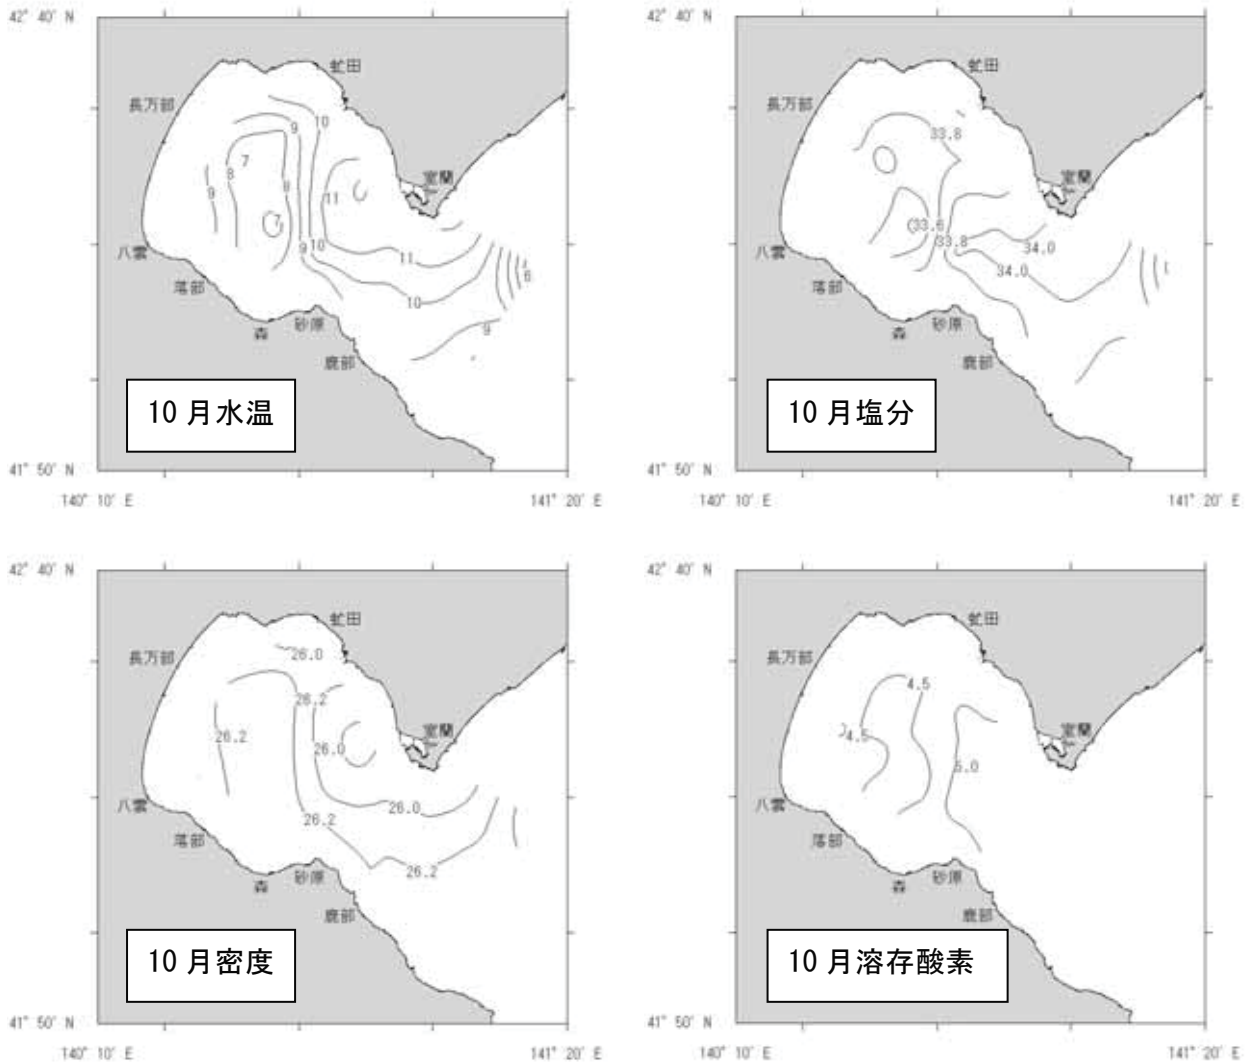 42° 40′ N
虻田
長万部
10
9
7
8
8
9
11
室蘭
7
9
10
八雲
11
落部
6
10
砂原
森
9
鹿部
10月水温
41° 50′ N
140° 10′ E
141° 20′ E
42° 40′ N
虻田
長万部
33.8
室蘭
33.6
33.8
34.0
八雲
34.0
落部
砂原
森
鹿部
10月塩分
41° 50′ N
140° 10′ E
141° 20′ E
42° 40′ N
虻田
長万部
26.0
26.2
室蘭
26.2
26.0
八雲
26.0
26.2
落部
26.2
砂原
森
鹿部
10月密度
41° 50′ N
140° 10′ E
141° 20′ E
42° 40′ N
虻田
長万部
4.5
室蘭
4.5
5.0
八雲
落部
砂原
森
鹿部
10月溶存酸素
41° 50′ N
140° 10′ E
141° 20′ E